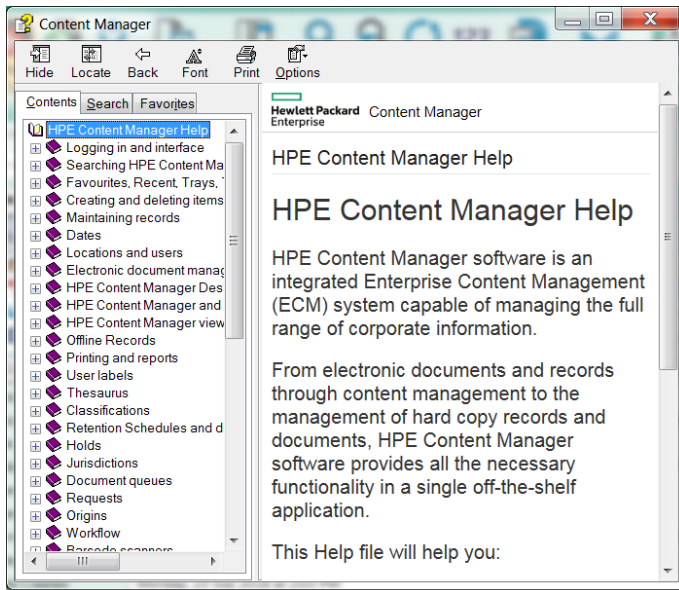 Content Manager
Hide Locate Back Font Print Options
Contents Search Favorites
HPE Content Manager Help
Logging in and interface
Searching HPE Content Ma
Favourites, Recent, Trays,
Creating and deleting items
Maintaining records
Dates
Locations and users
Electronic document manag
HPE Content Manager Des
HPE Content Manager and
HPE Content Manager view
Offline Records
Printing and reports
User labels
Thesaurus
Classifications
Retention Schedules and d
Holds
Jurisdictions
Document queues
Requests
Origins
Workflow
Barcode scanners
Hewlett Packard
Enterprise
Content Manager
HPE Content Manager Help
HPE Content Manager Help
HPE Content Manager software is an
integrated Enterprise Content Management
(ECM) system capable of managing the full
range of corporate information.
From electronic documents and records
through content management to the
management of hard copy records and
documents, HPE Content Manager
software provides all the necessary
functionality in a single off-the-shelf
application.
This Help file will help you: